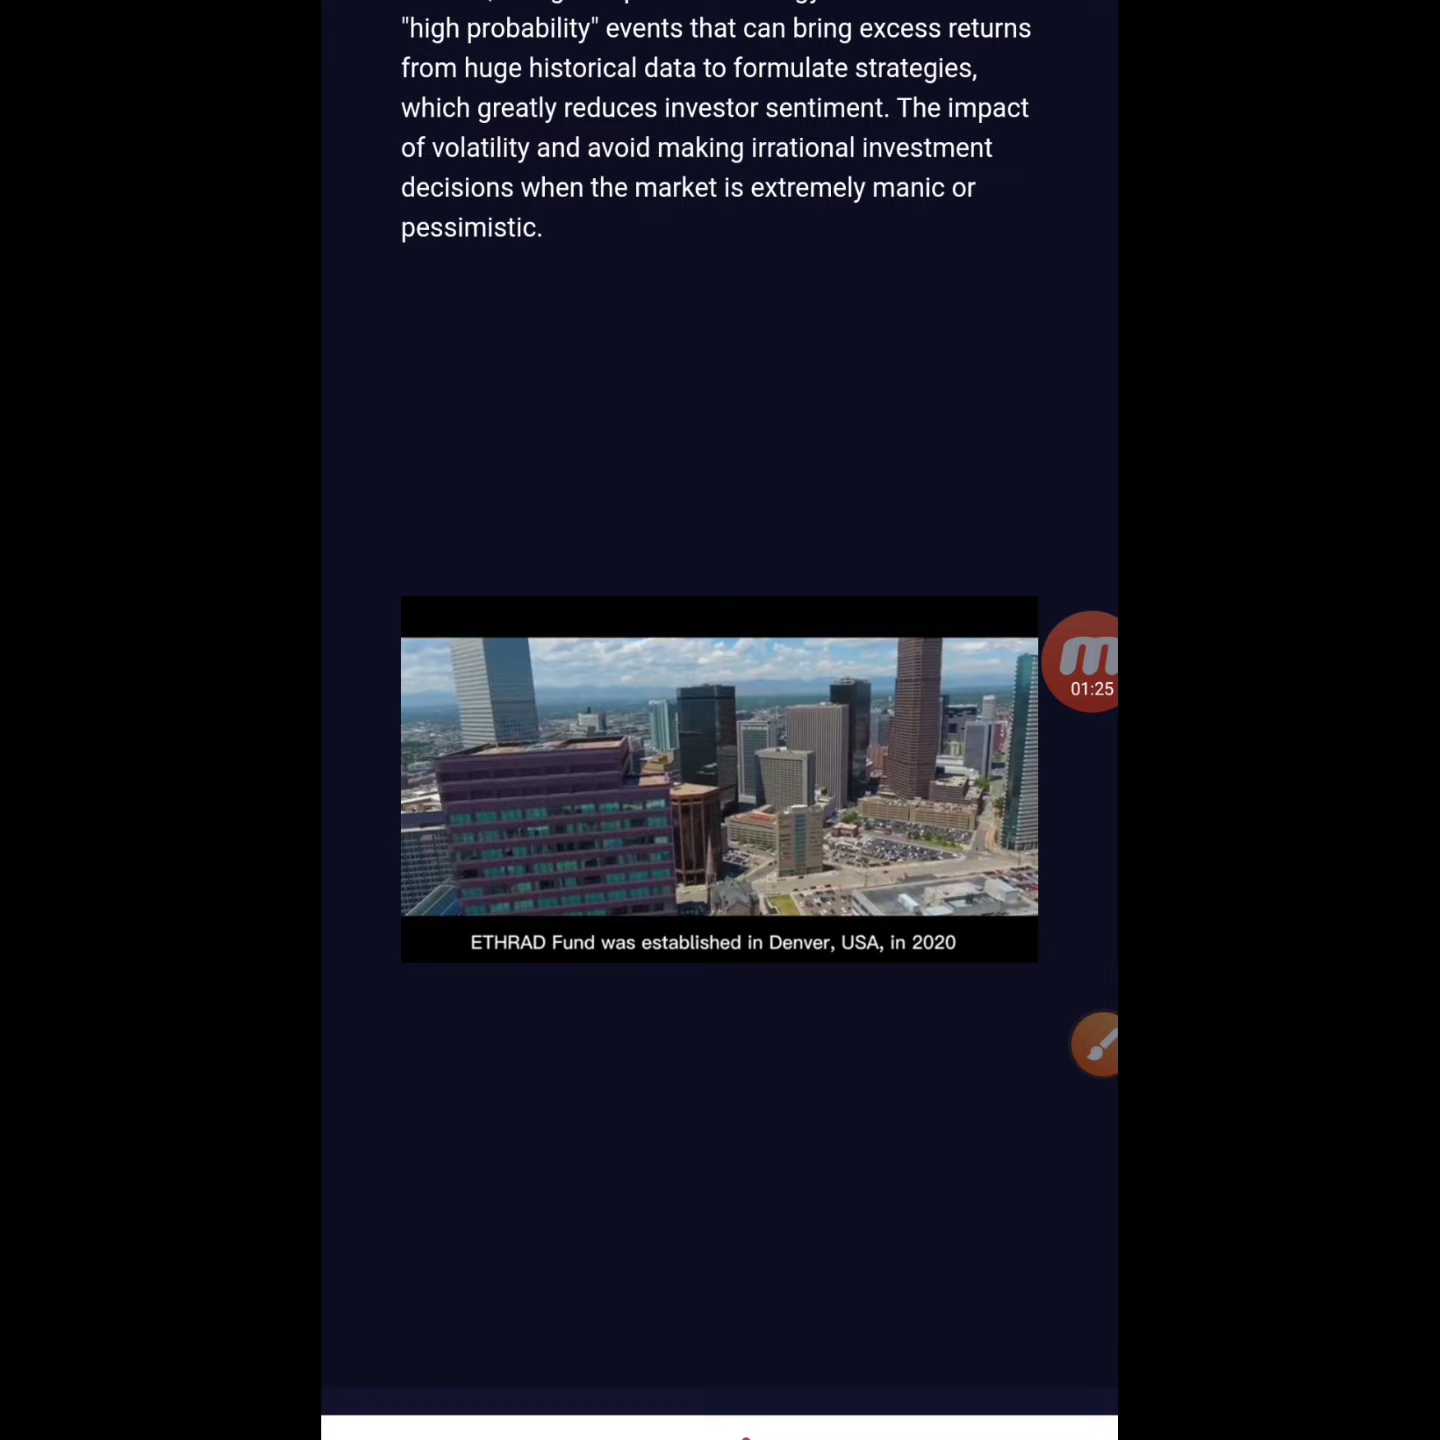 "high probability" events that can bring excess returns
from huge historical data to formulate strategies,
which greatly reduces investor sentiment. The impact
of volatility and avoid making irrational investment
decisions when the market is extremely manic or
pessimistic.
01:25
ETHRAD Fund was established in Denver, USA, in 2020